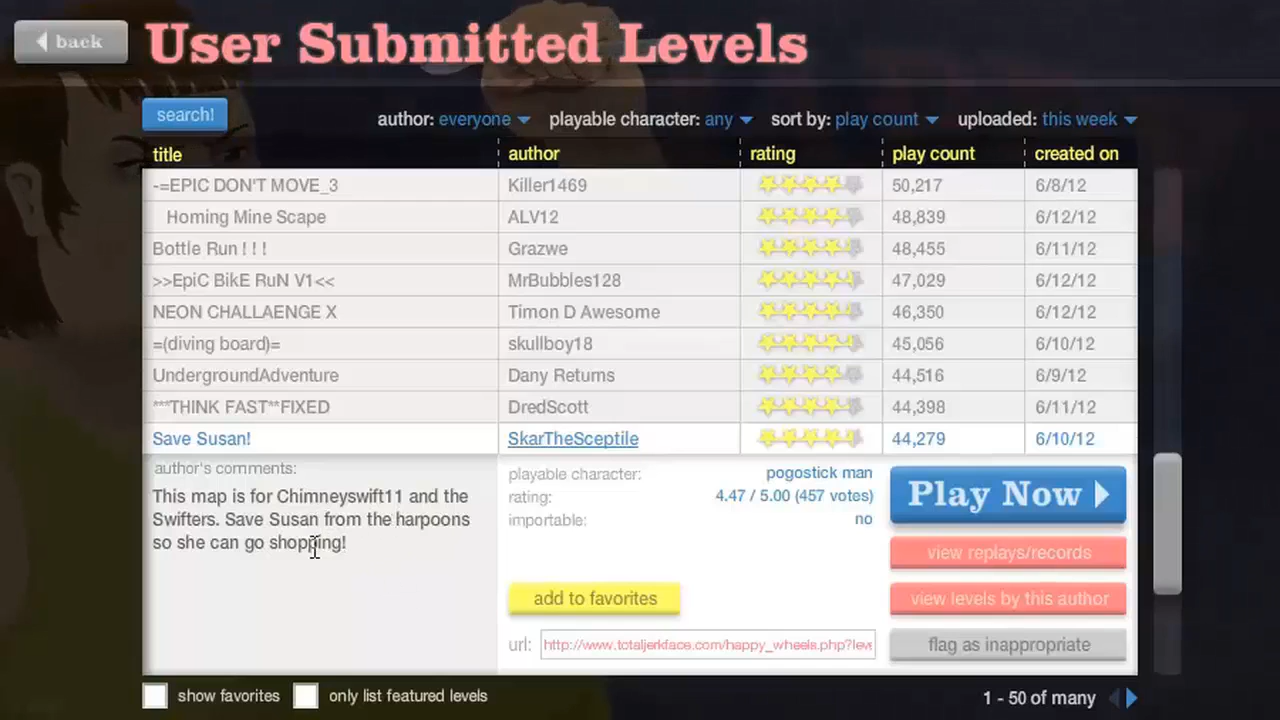 back
User Submitted Levels
search!
author: everyone
playable character: any
sort by: play count
uploaded: this week
title author rating play count created on
-=EPIC DON'T MOVE_3 Killer1469 50,217 6/8/12
Homing Mine Scape ALV12 48,839 6/12/12
Bottle Run ! ! ! Grazwe 48,455 6/11/12
>>EpiC BikE RuN V1<< MrBubbles128 47,029 6/12/12
NEON CHALLAENGE X Timon D Awesome 46,350 6/12/12
=(diving board)= skullboy18 45,056 6/10/12
UndergroundAdventure Dany Returns 44,516 6/9/12
***THINK FAST**FIXED DredScott 44,398 6/11/12
Save Susan! SkarTheSceptile 44,279 6/10/12
author's comments:
This map is for Chimneyswift11 and the
Swifters. Save Susan from the harpoons
so she can go shopping!
playable character: pogostick man
rating: 4.47 / 5.00 (457 votes)
importable: no
add to favorites
url: http://www.totaljerkface.com/happy_wheels.php?leve
Play Now
view replays/records
view levels by this author
flag as inappropriate
show favorites
only list featured levels
1 - 50 of many